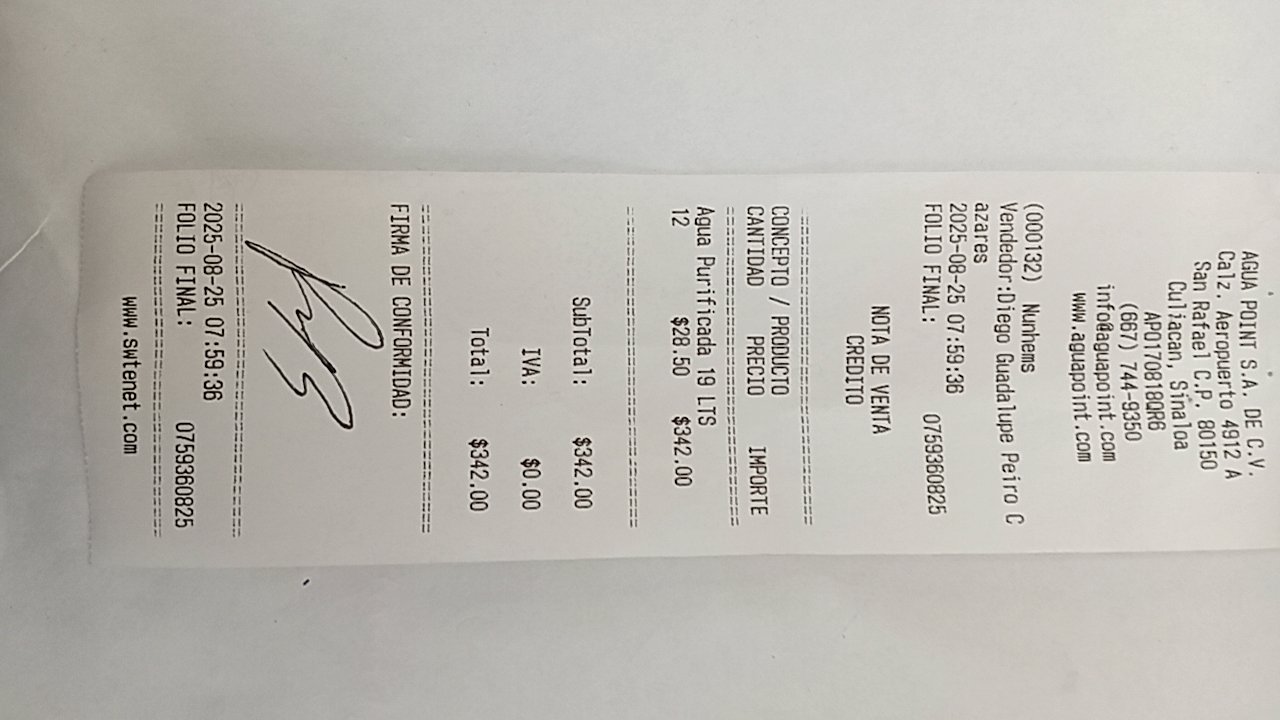 AGUA POINT S.A. DE C.V.
Calz. Aeropuerto 4912 A
San Rafael C.P. 80150
Culiacan, Sinaloa
APO170818QR6
(667) 744-9350
info@aguapoint.com
www.aguapoint.com
(000132) Nunhems
Vendedor:Diego Guadalupe Peiro C
azares
2025-08-25 07:59:36
FOLIO FINAL: 0759360825
NOTA DE VENTA
CREDITO
CONCEPTO / PRODUCTO
CANTIDAD PRECIO IMPORTE
Agua Purificada 19 LTS
12 $28.50 $342.00
SubTotal: $342.00
IVA: $0.00
Total: $342.00
FIRMA DE CONFORMIDAD:
2025-08-25 07:59:36
FOLIO FINAL: 0759360825
www.swtenet.com